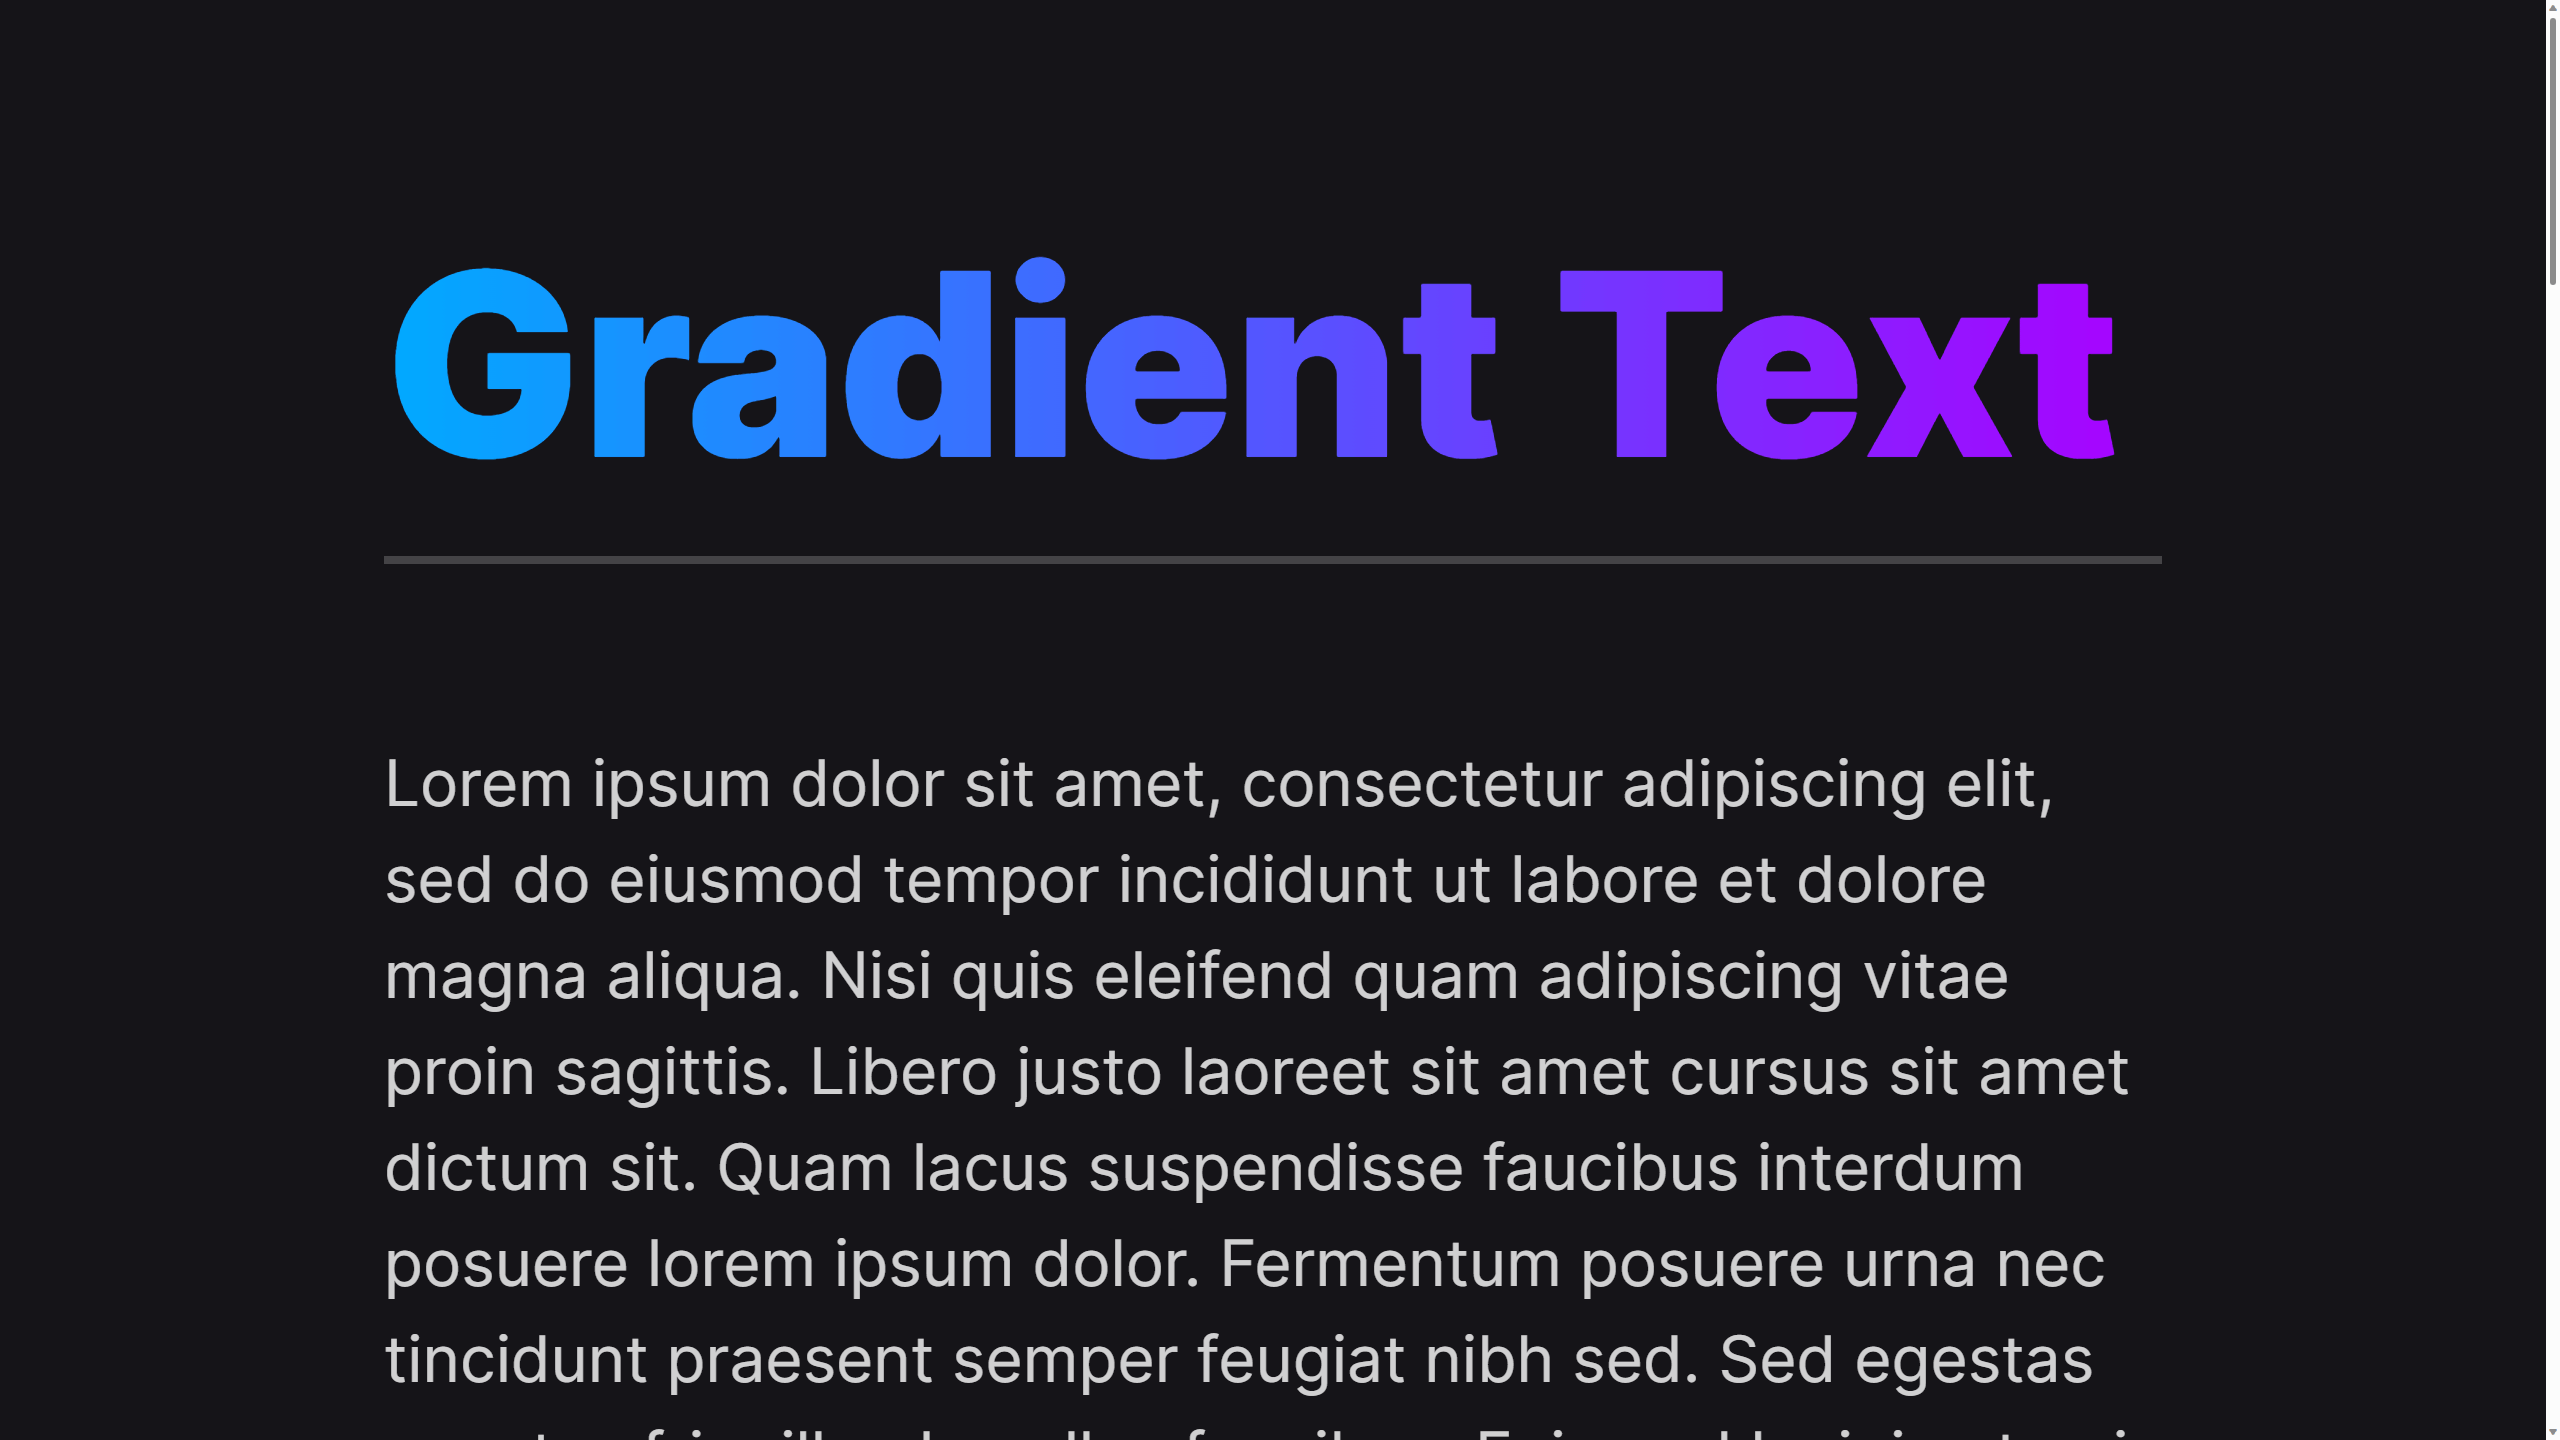 Gradient Text
Lorem ipsum dolor sit amet, consectetur adipiscing elit,
sed do eiusmod tempor incididunt ut labore et dolore
magna aliqua. Nisi quis eleifend quam adipiscing vitae
proin sagittis. Libero justo laoreet sit amet cursus sit amet
dictum sit. Quam lacus suspendisse faucibus interdum
posuere lorem ipsum dolor. Fermentum posuere urna nec
tincidunt praesent semper feugiat nibh sed. Sed egestas